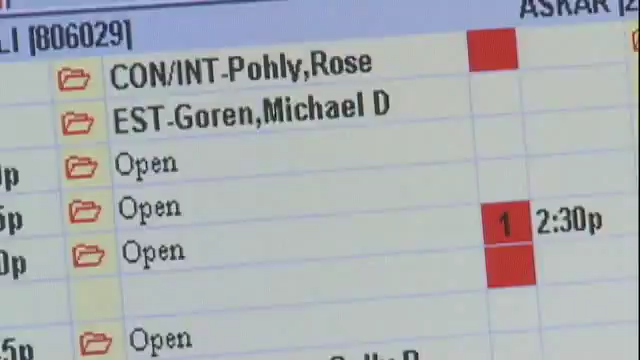 ASKAR
LI [806029]
CON/INT-Pohly,Rose
EST-Goren,Michael D
Open
Open
1 2:30p
Open
Open